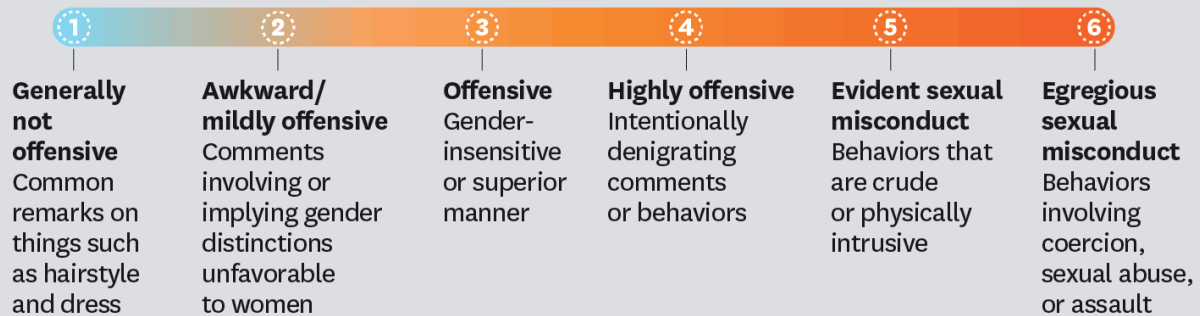 1
2
3
4
5
6
Generally
not
offensive
Common
remarks on
things such
as hairstyle
and dress
Awkward/
mildly offensive
Comments
involving or
implying gender
distinctions
unfavorable
to women
Offensive
Gender-
insensitive
or superior
manner
Highly offensive
Intentionally
denigrating
comments
or behaviors
Evident sexual
misconduct
Behaviors that
are crude
or physically
intrusive
Egregious
sexual
misconduct
Behaviors
involving
coercion,
sexual abuse,
or assault